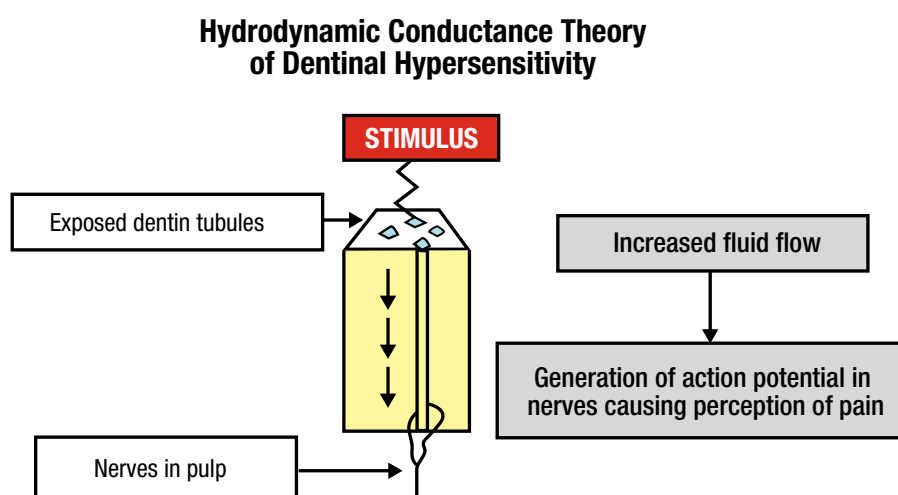 Hydrodynamic Conductance Theory
of Dentinal Hypersensitivity
STIMULUS
Exposed dentin tubules
Increased fluid flow
Generation of action potential in
nerves causing perception of pain
Nerves in pulp